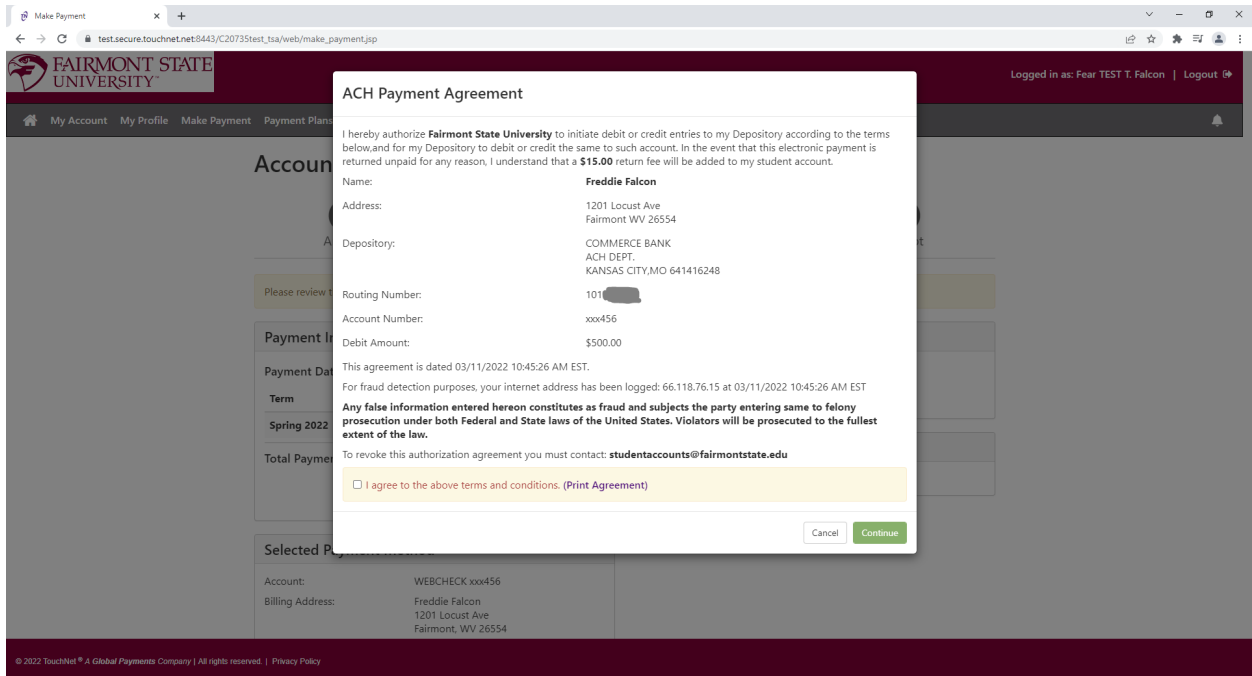 Make Payment
test.secure.touchnet.net:8443/C20735test_tsa/web/make_payment.jsp
FAIRMONT STATE
UNIVERSITY
Logged in as: Fear TEST T. Falcon | Logout
My Account My Profile Make Payment Payment Plans
Accoun
A
t
Please review t
Payment I
Payment Dat
Term
Spring 2022
Total Paymen
ACH Payment Agreement
I hereby authorize Fairmont State University to initiate debit or credit entries to my Depository according to the terms
below,and for my Depository to debit or credit the same to such account. In the event that this electronic payment is
returned unpaid for any reason, I understand that a $15.00 return fee will be added to my student account.
Name: Freddie Falcon
Address: 1201 Locust Ave
Fairmont WV 26554
Depository: COMMERCE BANK
ACH DEPT.
KANSAS CITY,MO 641416248
Routing Number: 101
Account Number: xxx456
Debit Amount: $500.00
This agreement is dated 03/11/2022 10:45:26 AM EST.
For fraud detection purposes, your internet address has been logged: 66.118.76.15 at 03/11/2022 10:45:26 AM EST
Any false information entered hereon constitutes as fraud and subjects the party entering same to felony
prosecution under both Federal and State laws of the United States. Violators will be prosecuted to the fullest
extent of the law.
To revoke this authorization agreement you must contact: studentaccounts@fairmontstate.edu
I agree to the above terms and conditions. (Print Agreement)
Cancel Continue
Selected P
Account: WEBCHECK xxx456
Billing Address: Freddie Falcon
1201 Locust Ave
Fairmont, WV 26554
© 2022 TouchNet® A Global Payments Company | All rights reserved. | Privacy Policy